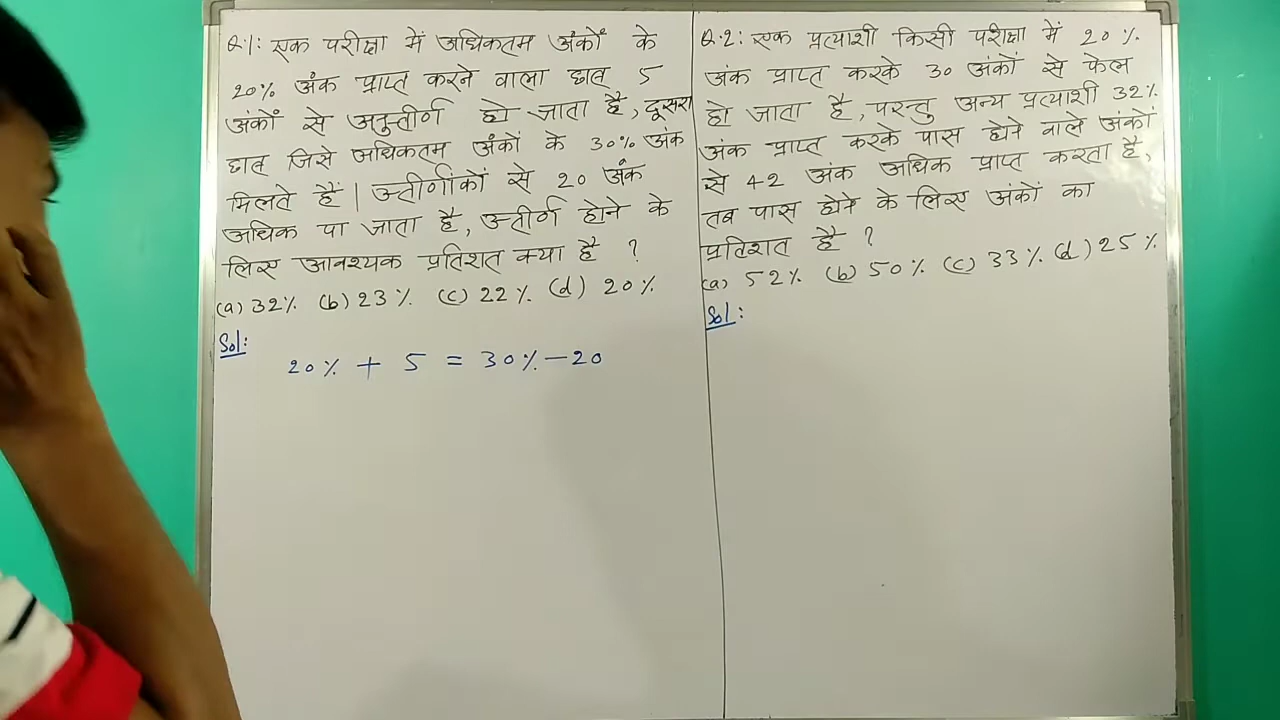 Q.1: एक परीक्षा में अधिकतम अंकों के
20% अंक प्राप्त करने वाला छात्र 5
अंकों से अनुत्तीर्ण हो जाता है, दूसरा
छात्र जिसे अधिकतम अंकों के 30% अंक
मिलते हैं| उत्तीर्णांकों से 20 अंक
अधिक पा जाता है, उत्तीर्ण होने के
लिए आवश्यक प्रतिशत क्या है ?
(a) 32% (b) 23% (c) 22% (d) 20%
Sol:
20% + 5 = 30% - 20
Q.2: एक प्रत्याशी किसी परीक्षा में 20%
अंक प्राप्त करके 30 अंकों से फेल
हो जाता है, परन्तु अन्य प्रत्याशी 32%
अंक प्राप्त करके पास होने वाले अंकों
से 42 अंक अधिक प्राप्त करता है,
तब पास होने के लिए अंकों का
प्रतिशत है ?
(a) 52% (b) 50% (c) 33% (d) 25%
Sol: